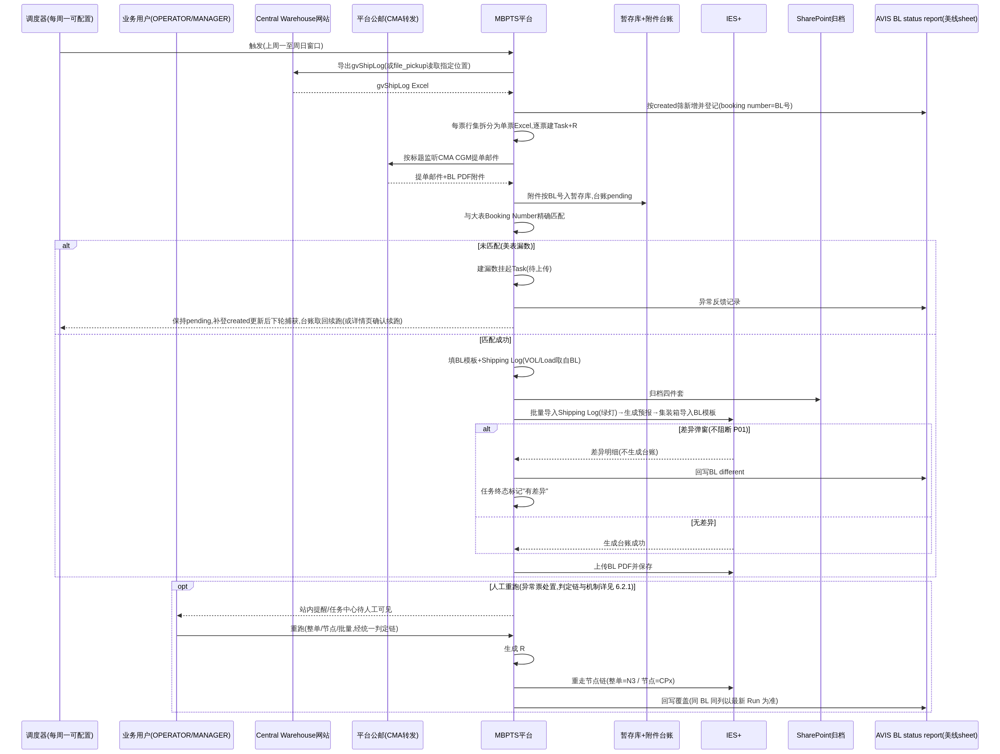 调度器(每周一可配置)
业务用户(OPERATOR/MANAGER)
Central Warehouse网站
平台公邮(CMA转发)
MBPTS平台
暂存库+附件台账
IES+
SharePoint归档
AVIS BL status report(美线sheet)
触发(上周一至周日窗口)
导出gvShipLog(或file_pickup读取指定位置)
gvShipLog Excel
按created筛新增并登记(booking number=BL号)
每票行集拆分为单票Excel,逐票建Task+R
按标题监听CMA CGM提单邮件
提单邮件+BL PDF附件
附件按BL号入暂存库,台账pending
与大表Booking Number精确匹配
alt
[未匹配(美表漏数)]
建漏数挂起Task(待上传)
异常反馈记录
保持pending,补登created更新后下轮捕获,台账取回续跑(或详情页确认续跑)
[匹配成功]
填BL模板+Shipping Log(VOL/Load取自BL)
归档四件套
批量导入Shipping Log(绿灯)→生成预报→集装箱导入BL模板
alt
[差异弹窗(不阻断 P01)]
差异明细(不生成台账)
回写BL different
任务终态标记"有差异"
[无差异]
生成台账成功
上传BL PDF并保存
opt
[人工重跑(异常票处置,判定链与机制详见 6.2.1)]
站内提醒/任务中心待人工可见
重跑(整单/节点/批量,经统一判定链)
生成 R
重走节点链(整单=N3 / 节点=CPx)
回写覆盖(同 BL 同列以最新 Run 为准)
调度器(每周一可配置)
业务用户(OPERATOR/MANAGER)
Central Warehouse网站
平台公邮(CMA转发)
MBPTS平台
暂存库+附件台账
IES+
SharePoint归档
AVIS BL status report(美线sheet)